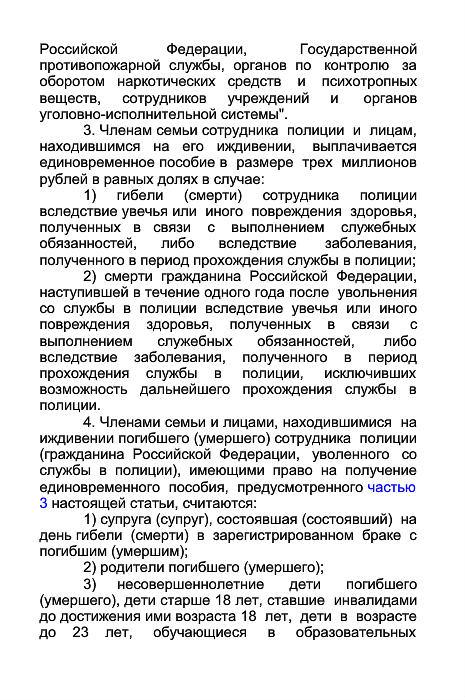 Российской Федерации, Государственной
противопожарной службы, органов по контролю за
оборотом наркотических средств и психотропных
веществ, сотрудников учреждений и органов
уголовно-исполнительной системы".
3. Членам семьи сотрудника полиции и лицам,
находившимся на его иждивении, выплачивается
единовременное пособие в размере трех миллионов
рублей в равных долях в случае:
1) гибели (смерти) сотрудника полиции
вследствие увечья или иного повреждения здоровья,
полученных в связи с выполнением служебных
обязанностей, либо вследствие заболевания,
полученного в период прохождения службы в полиции;
2) смерти гражданина Российской Федерации,
наступившей в течение одного года после увольнения
со службы в полиции вследствие увечья или иного
повреждения здоровья, полученных в связи с
выполнением служебных обязанностей, либо
вследствие заболевания, полученного в период
прохождения службы в полиции, исключивших
возможность дальнейшего прохождения службы в
полиции.
4. Членами семьи и лицами, находившимися на
иждивении погибшего (умершего) сотрудника полиции
(гражданина Российской Федерации, уволенного со
службы в полиции), имеющими право на получение
единовременного пособия, предусмотренного частью
3 настоящей статьи, считаются:
1) супруга (супруг), состоявшая (состоявший) на
день гибели (смерти) в зарегистрированном браке с
погибшим (умершим);
2) родители погибшего (умершего);
3) несовершеннолетние дети погибшего
(умершего), дети старше 18 лет, ставшие инвалидами
до достижения ими возраста 18 лет, дети в возрасте
до 23 лет, обучающиеся в образовательных